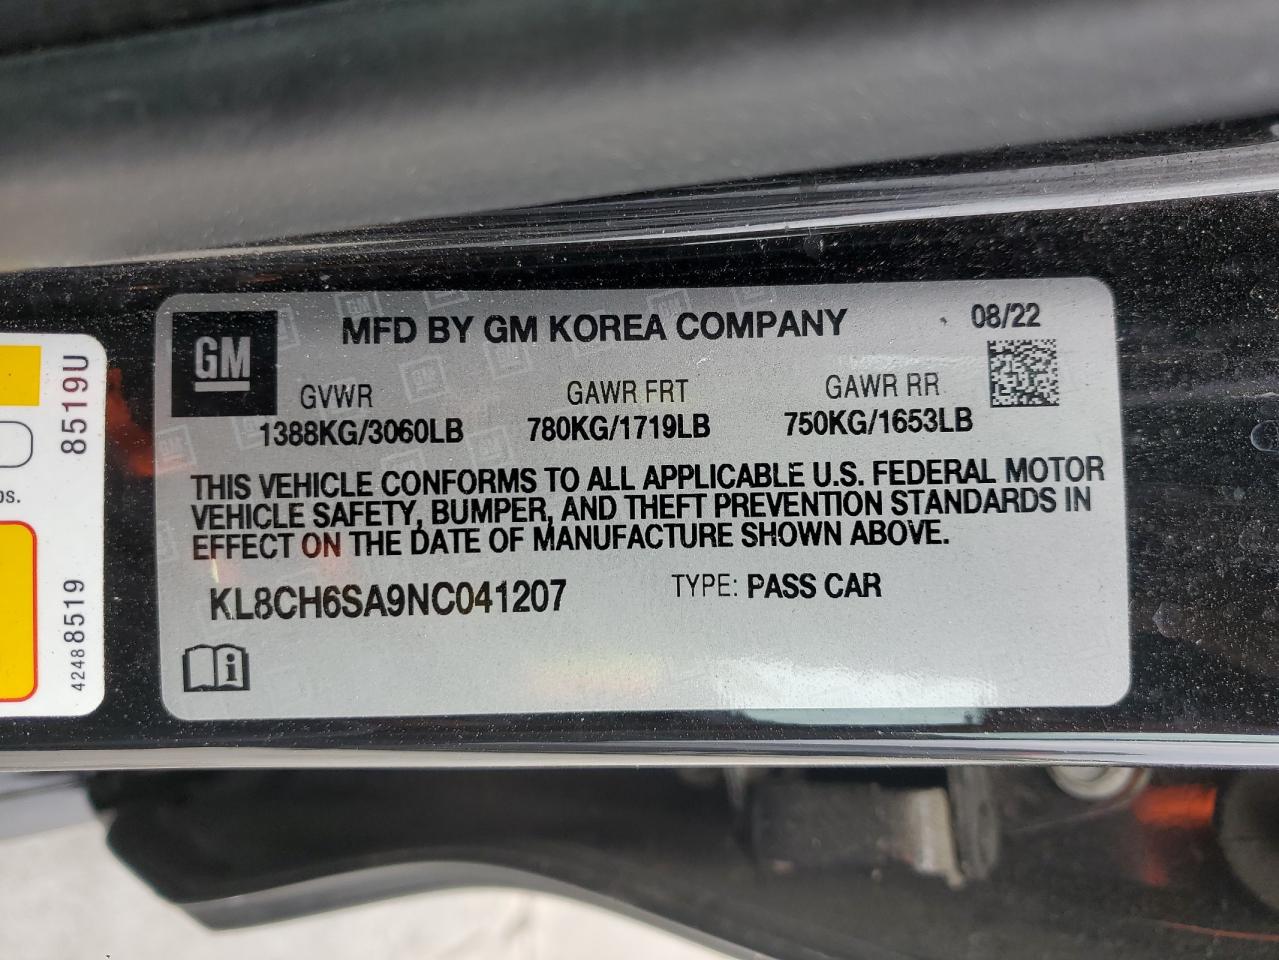 GM
MFD BY GM KOREA COMPANY
08/22
GVWR GAWR FRT GAWR RR
1388KG/3060LB 780KG/1719LB 750KG/1653LB
THIS VEHICLE CONFORMS TO ALL APPLICABLE U.S. FEDERAL MOTOR
VEHICLE SAFETY, BUMPER, AND THEFT PREVENTION STANDARDS IN
EFFECT ON THE DATE OF MANUFACTURE SHOWN ABOVE.
KL8CH6SA9NC041207 TYPE: PASS CAR
i
8519U
42488519